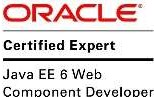 ORACLE
Certified Expert
Java EE 6 Web
Component Developer